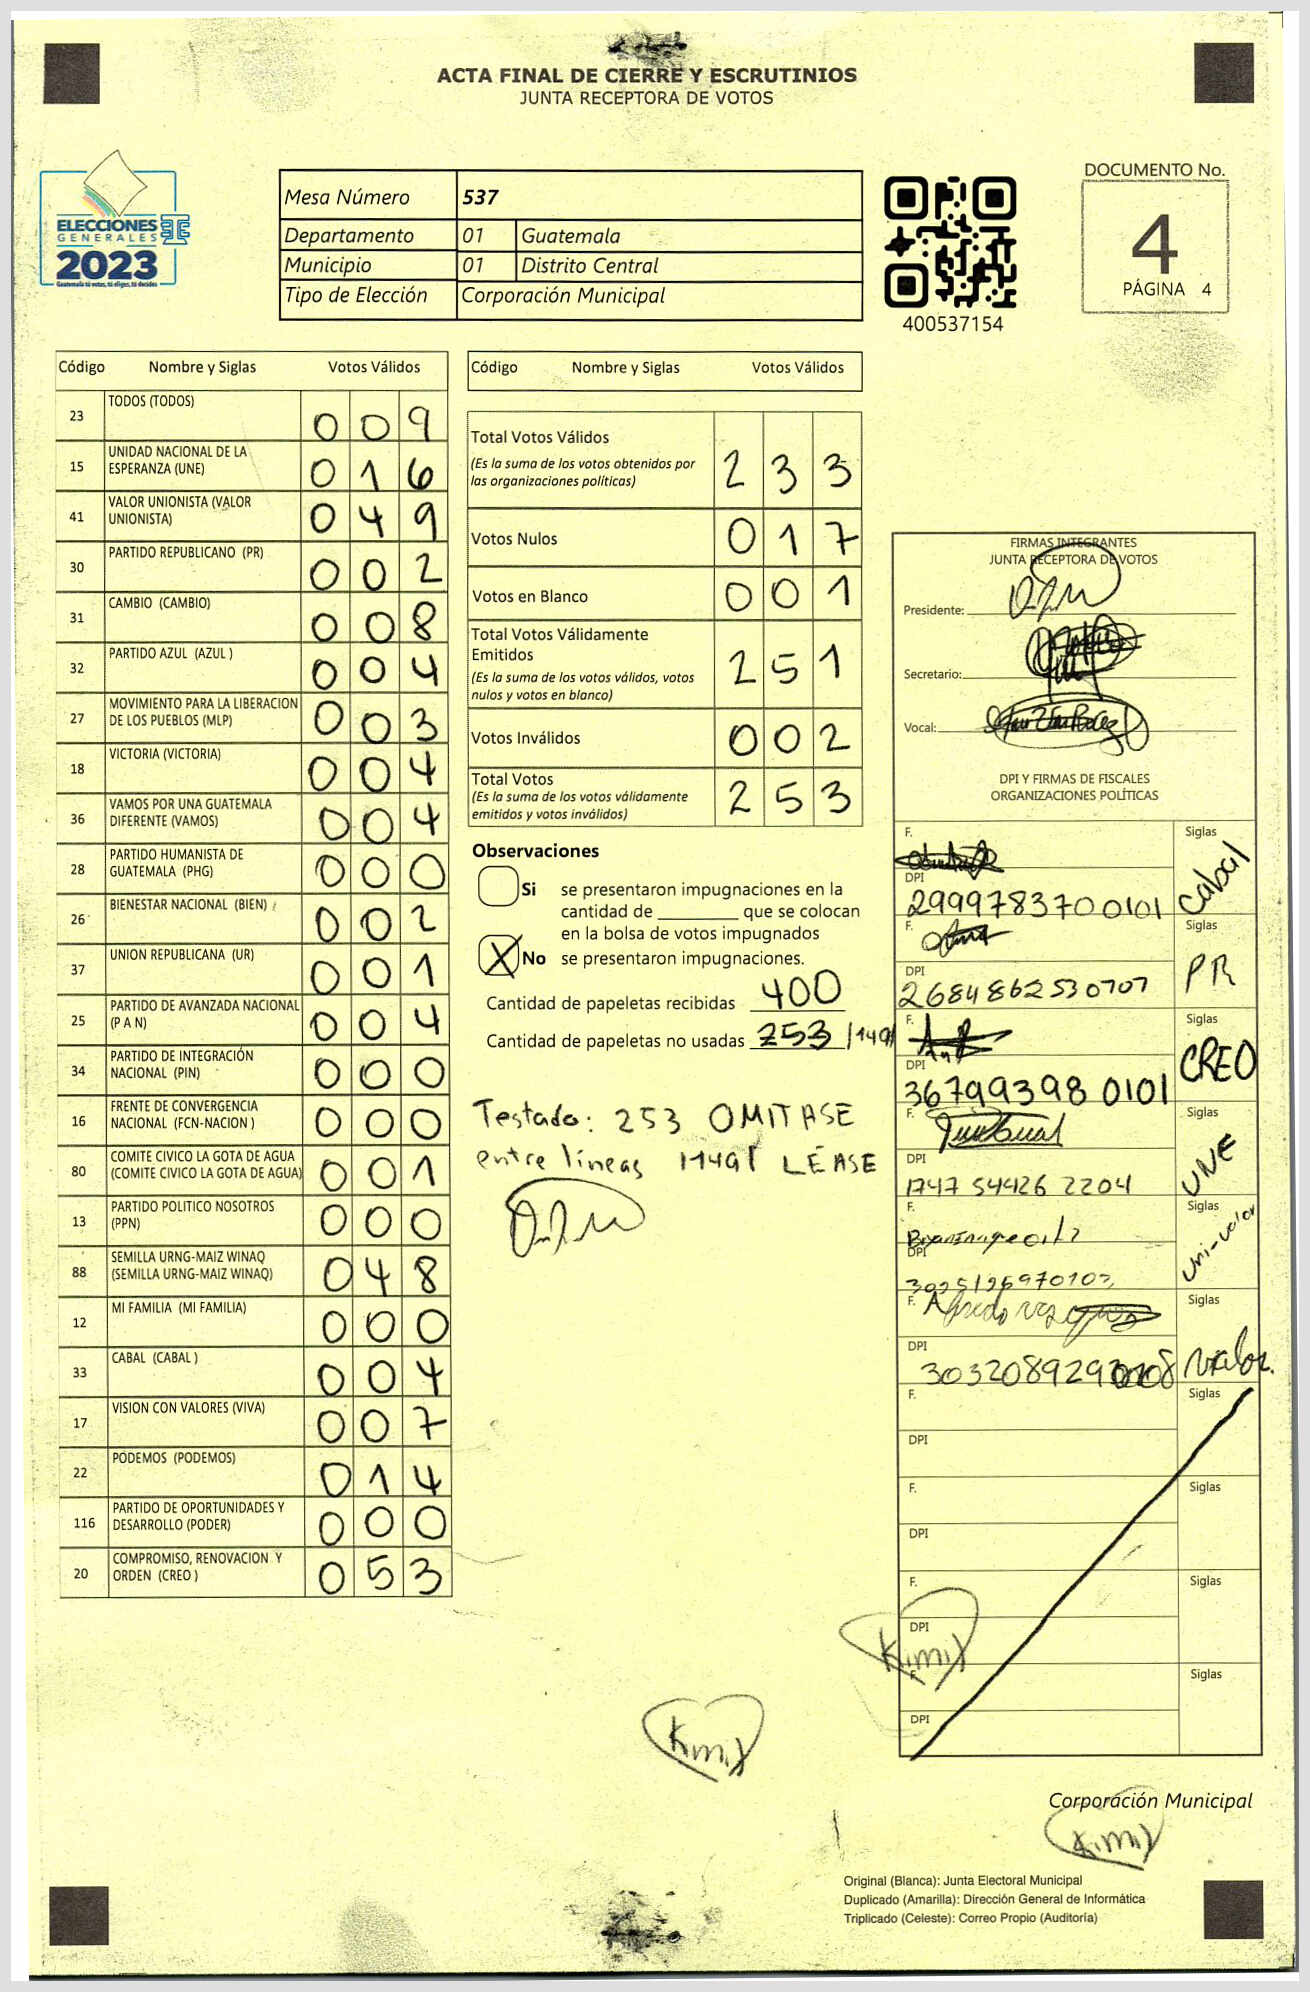 ACTA FINAL DE CIERRE Y ESCRUTINIOS
JUNTA RECEPTORA DE VOTOS
ELECCIONES
GENERALES
2023
Guatemala tú votas, tú eliges, tú decides
Mesa Número 537
Departamento 01 Guatemala
Municipio 01 Distrito Central
Tipo de Elección Corporación Municipal
400537154
DOCUMENTO No.
4
PÁGINA 4
Código Nombre y Siglas Votos Válidos
23 TODOS (TODOS) 0 0 9
15 UNIDAD NACIONAL DE LA ESPERANZA (UNE) 0 1 6
41 VALOR UNIONISTA (VALOR UNIONISTA) 0 4 9
30 PARTIDO REPUBLICANO (PR) 0 0 2
31 CAMBIO (CAMBIO) 0 0 8
32 PARTIDO AZUL (AZUL ) 0 0 4
27 MOVIMIENTO PARA LA LIBERACION DE LOS PUEBLOS (MLP) 0 0 3
18 VICTORIA (VICTORIA) 0 0 4
36 VAMOS POR UNA GUATEMALA DIFERENTE (VAMOS) 0 0 4
28 PARTIDO HUMANISTA DE GUATEMALA (PHG) 0 0 0
26 BIENESTAR NACIONAL (BIEN) 0 0 2
37 UNION REPUBLICANA (UR) 0 0 1
25 PARTIDO DE AVANZADA NACIONAL (P A N) 0 0 4
34 PARTIDO DE INTEGRACIÓN NACIONAL (PIN) 0 0 0
16 FRENTE DE CONVERGENCIA NACIONAL (FCN-NACION ) 0 0 0
80 COMITE CIVICO LA GOTA DE AGUA (COMITE CIVICO LA GOTA DE AGUA) 0 0 1
13 PARTIDO POLITICO NOSOTROS (PPN) 0 0 0
88 SEMILLA URNG-MAIZ WINAQ (SEMILLA URNG-MAIZ WINAQ) 0 4 8
12 MI FAMILIA (MI FAMILIA) 0 0 0
33 CABAL (CABAL ) 0 0 4
17 VISION CON VALORES (VIVA) 0 0 7
22 PODEMOS (PODEMOS) 0 1 4
116 PARTIDO DE OPORTUNIDADES Y DESARROLLO (PODER) 0 0 0
20 COMPROMISO, RENOVACION Y ORDEN (CREO ) 0 5 3
Código Nombre y Siglas Votos Válidos
Total Votos Válidos 2 3 3
(Es la suma de los votos obtenidos por
las organizaciones políticas)
Votos Nulos 0 1 7
Votos en Blanco 0 0 1
Total Votos Válidamente
Emitidos 2 5 1
(Es la suma de los votos válidos, votos
nulos y votos en blanco)
Votos Inválidos 0 0 2
Total Votos 2 5 3
(Es la suma de los votos válidamente
emitidos y votos inválidos)
Observaciones
Si se presentaron impugnaciones en la
cantidad de ________ que se colocan
en la bolsa de votos impugnados
X No se presentaron impugnaciones.
Cantidad de papeletas recibidas 400
Cantidad de papeletas no usadas 253 /149/
Testado: 253 OMITASE
entre líneas /149/ LÉASE
FIRMAS INTEGRANTES
JUNTA RECEPTORA DE VOTOS
Presidente:
Secretario:
Vocal:
DPI Y FIRMAS DE FISCALES
ORGANIZACIONES POLÍTICAS
F. Siglas
DPI
2999783700101 Cabal
F. Siglas
DPI
2684862530707 PR
F. Siglas
DPI
367993980101 CREO
F. Siglas
DPI
1747 54426 2204 UNE
F. Siglas
DPI
uni-valor
F. Alfredo Siglas
DPI
valor.
F. Siglas
DPI
F. Siglas
DPI
F. Siglas
DPI
Kimix
F. Siglas
DPI
Kimix
Corporación Municipal
Kimix
Original (Blanca): Junta Electoral Municipal
Duplicado (Amarilla): Dirección General de Informática
Triplicado (Celeste): Correo Propio (Auditoría)